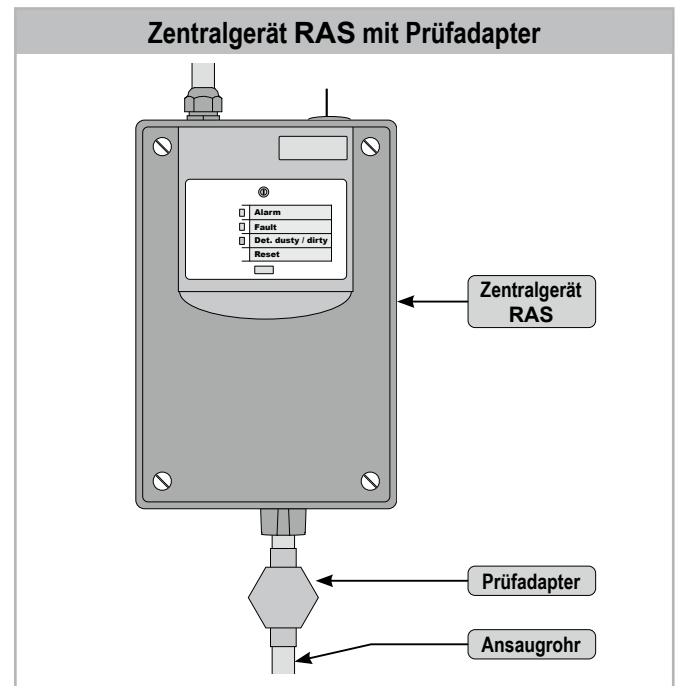 Zentralgerät RAS mit Prüfadapter
Alarm
Fault
Det. dusty / dirty
Reset
Zentralgerät
RAS
Prüfadapter
Ansaugrohr